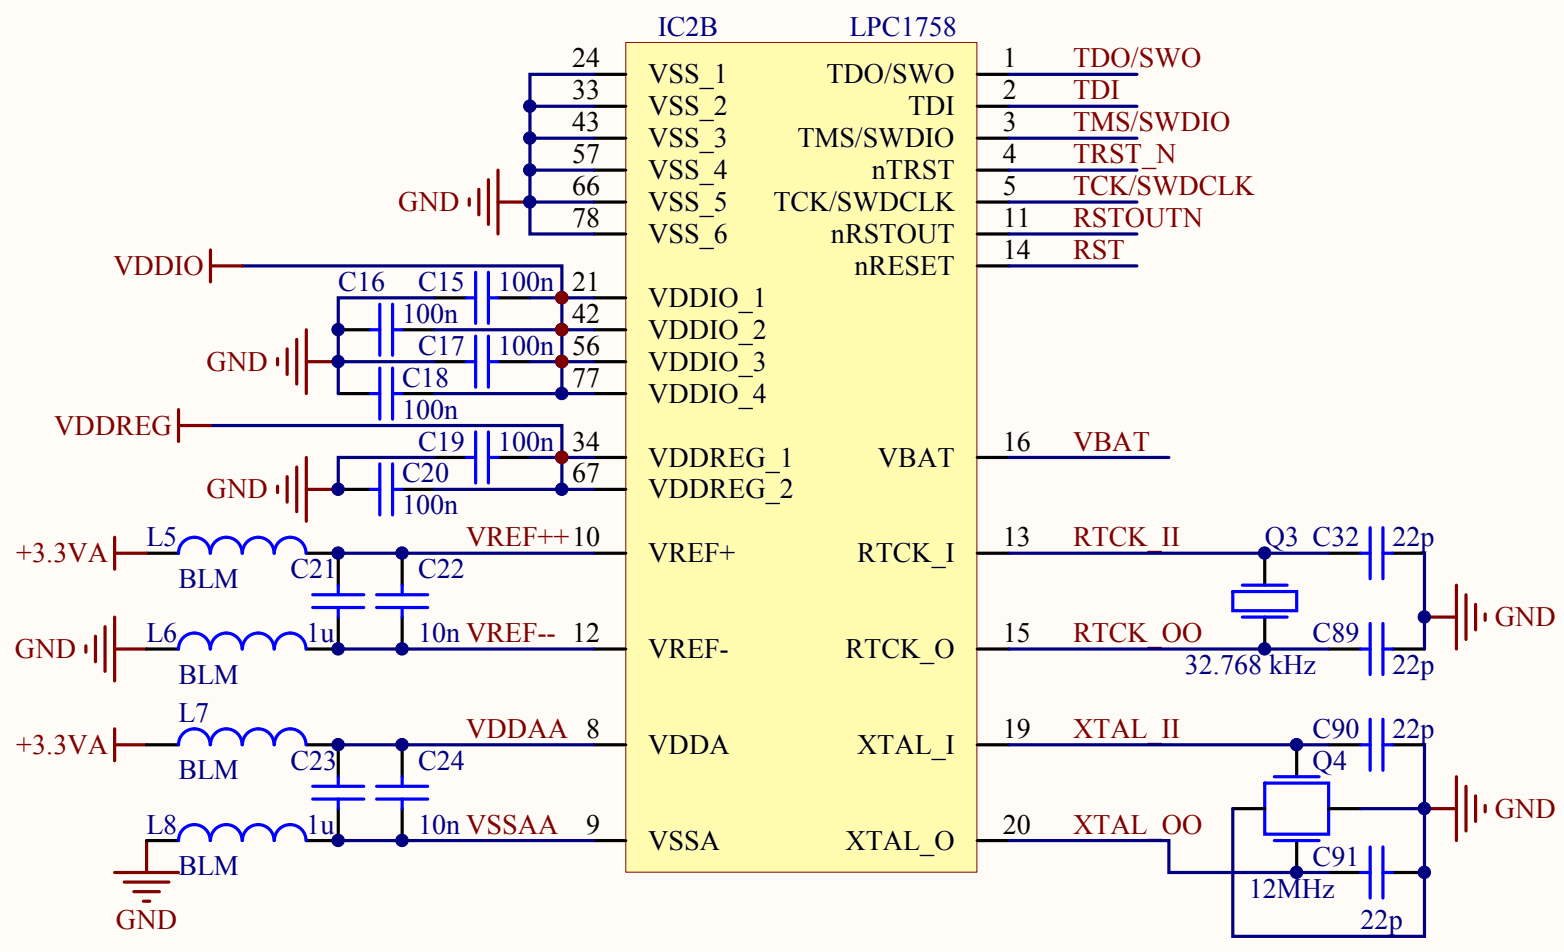 IC2B LPC1758
24 VSS_1 TDO/SWO 1 TDO/SWO
33 VSS_2 TDI 2 TDI
43 VSS_3 TMS/SWDIO 3 TMS/SWDIO
57 VSS_4 nTRST 4 TRST_N
GND 66 VSS_5 TCK/SWDCLK 5 TCK/SWDCLK
78 VSS_6 nRSTOUT 11 RSTOUTN
VDDIO nRESET 14 RST
C16 C15 100n 21 VDDIO_1
100n 42 VDDIO_2
GND C17 100n 56 VDDIO_3
C18 77 VDDIO_4
100n
VDDREG
C19 100n 34 VDDREG_1 VBAT 16 VBAT
GND C20 67 VDDREG_2
100n
+3.3VA L5 VREF++ 10 VREF+ RTCK_I 13 RTCK_II Q3 C32 22p
BLM C21 C22
GND
GND L6 1u 10n VREF-- 12 VREF- RTCK_O 15 RTCK_OO C89
BLM 32.768 kHz 22p
L7
+3.3VA VDDAA 8 VDDA XTAL_I 19 XTAL_II C90 22p
BLM C23 C24 Q4
GND
L8 1u 10n VSSAA 9 VSSA XTAL_O 20 XTAL_OO
BLM C91
12MHz
GND 22p